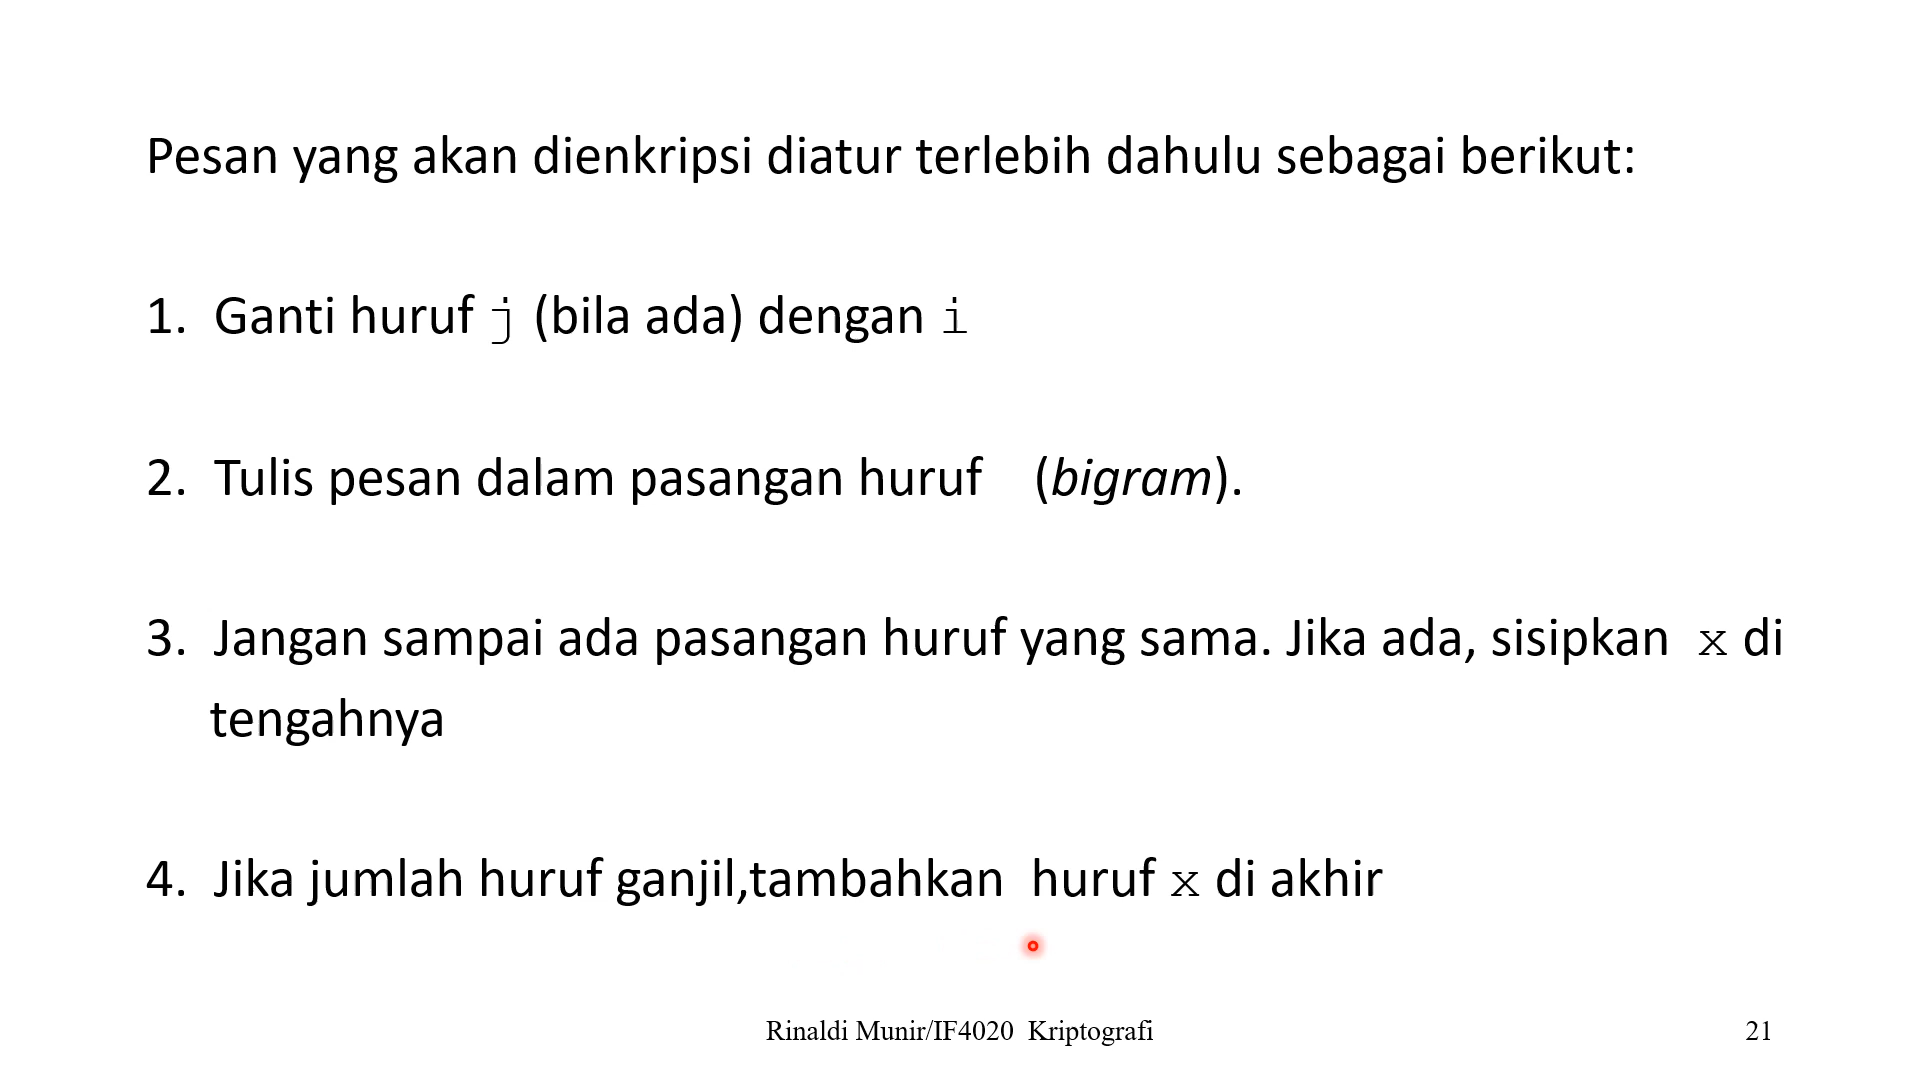 Pesan yang akan dienkripsi diatur terlebih dahulu sebagai berikut:
1. Ganti huruf j (bila ada) dengan i
2. Tulis pesan dalam pasangan huruf (bigram).
3. Jangan sampai ada pasangan huruf yang sama. Jika ada, sisipkan x di
tengahnya
4. Jika jumlah huruf ganjil,tambahkan huruf x di akhir
Rinaldi Munir/IF4020 Kriptografi
21